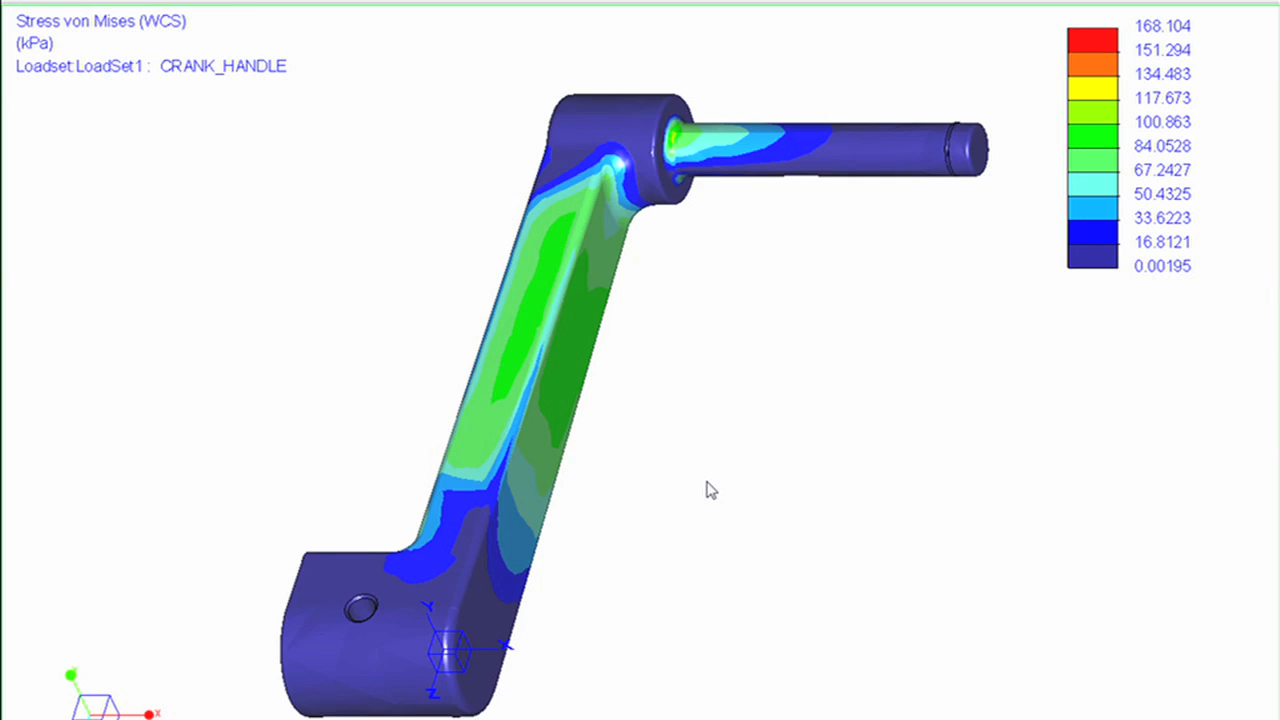 Stress von Mises (WCS)
(kPa)
Loadset:LoadSet1 : CRANK_HANDLE
168.104
151.294
134.483
117.673
100.863
84.0528
67.2427
50.4325
33.6223
16.8121
0.00195
Y
X
Z
x